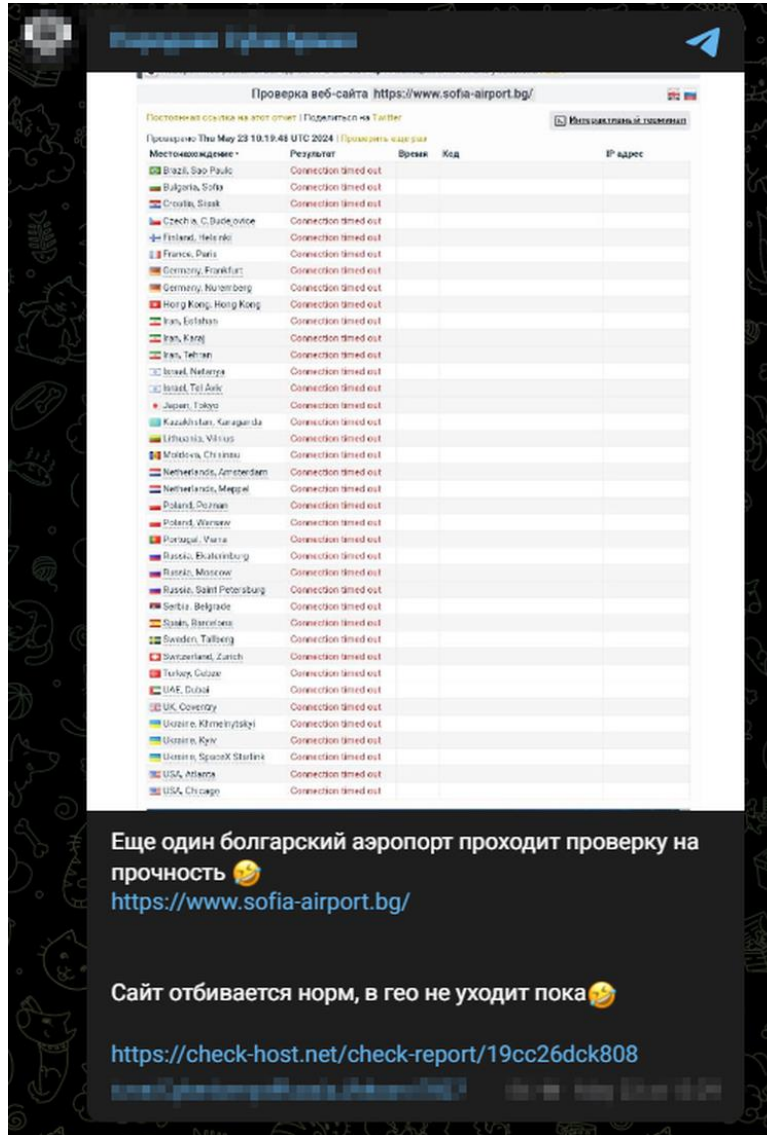 Проверка веб-сайта https://www.sofia-airport.bg/
Постоянная ссылка на этот отчет | Поделиться на Twitter
Интерактивный терминал
Проверено Thu May 23 10:19:48 UTC 2024 | Проверить еще раз
Местонахождение Результат Время Код IP адрес
Brazil, Sao Paulo Connection timed out
Bulgaria, Sofia Connection timed out
Croatia, Sisak Connection timed out
Czechia, C.Budejovice Connection timed out
Finland, Helsinki Connection timed out
France, Paris Connection timed out
Germany, Frankfurt Connection timed out
Germany, Nuremberg Connection timed out
Hong Kong, Hong Kong Connection timed out
Iran, Esfahan Connection timed out
Iran, Karaj Connection timed out
Iran, Tehran Connection timed out
Israel, Netanya Connection timed out
Israel, Tel Aviv Connection timed out
Japan, Tokyo Connection timed out
Kazakhstan, Karaganda Connection timed out
Lithuania, Vilnius Connection timed out
Moldova, Chisinau Connection timed out
Netherlands, Amsterdam Connection timed out
Netherlands, Meppel Connection timed out
Poland, Poznan Connection timed out
Poland, Warsaw Connection timed out
Portugal, Viana Connection timed out
Russia, Ekaterinburg Connection timed out
Russia, Moscow Connection timed out
Russia, Saint Petersburg Connection timed out
Serbia, Belgrade Connection timed out
Spain, Barcelona Connection timed out
Sweden, Tallberg Connection timed out
Switzerland, Zurich Connection timed out
Turkey, Gebze Connection timed out
UAE, Dubai Connection timed out
UK, Coventry Connection timed out
Ukraine, Khmelnytskyi Connection timed out
Ukraine, Kyiv Connection timed out
Ukraine, SpaceX Starlink Connection timed out
USA, Atlanta Connection timed out
USA, Chicago Connection timed out
Еще один болгарский аэропорт проходит проверку на
прочность 🤣
https://www.sofia-airport.bg/
Сайт отбивается норм, в гео не уходит пока🤣
https://check-host.net/check-report/19cc26dck808